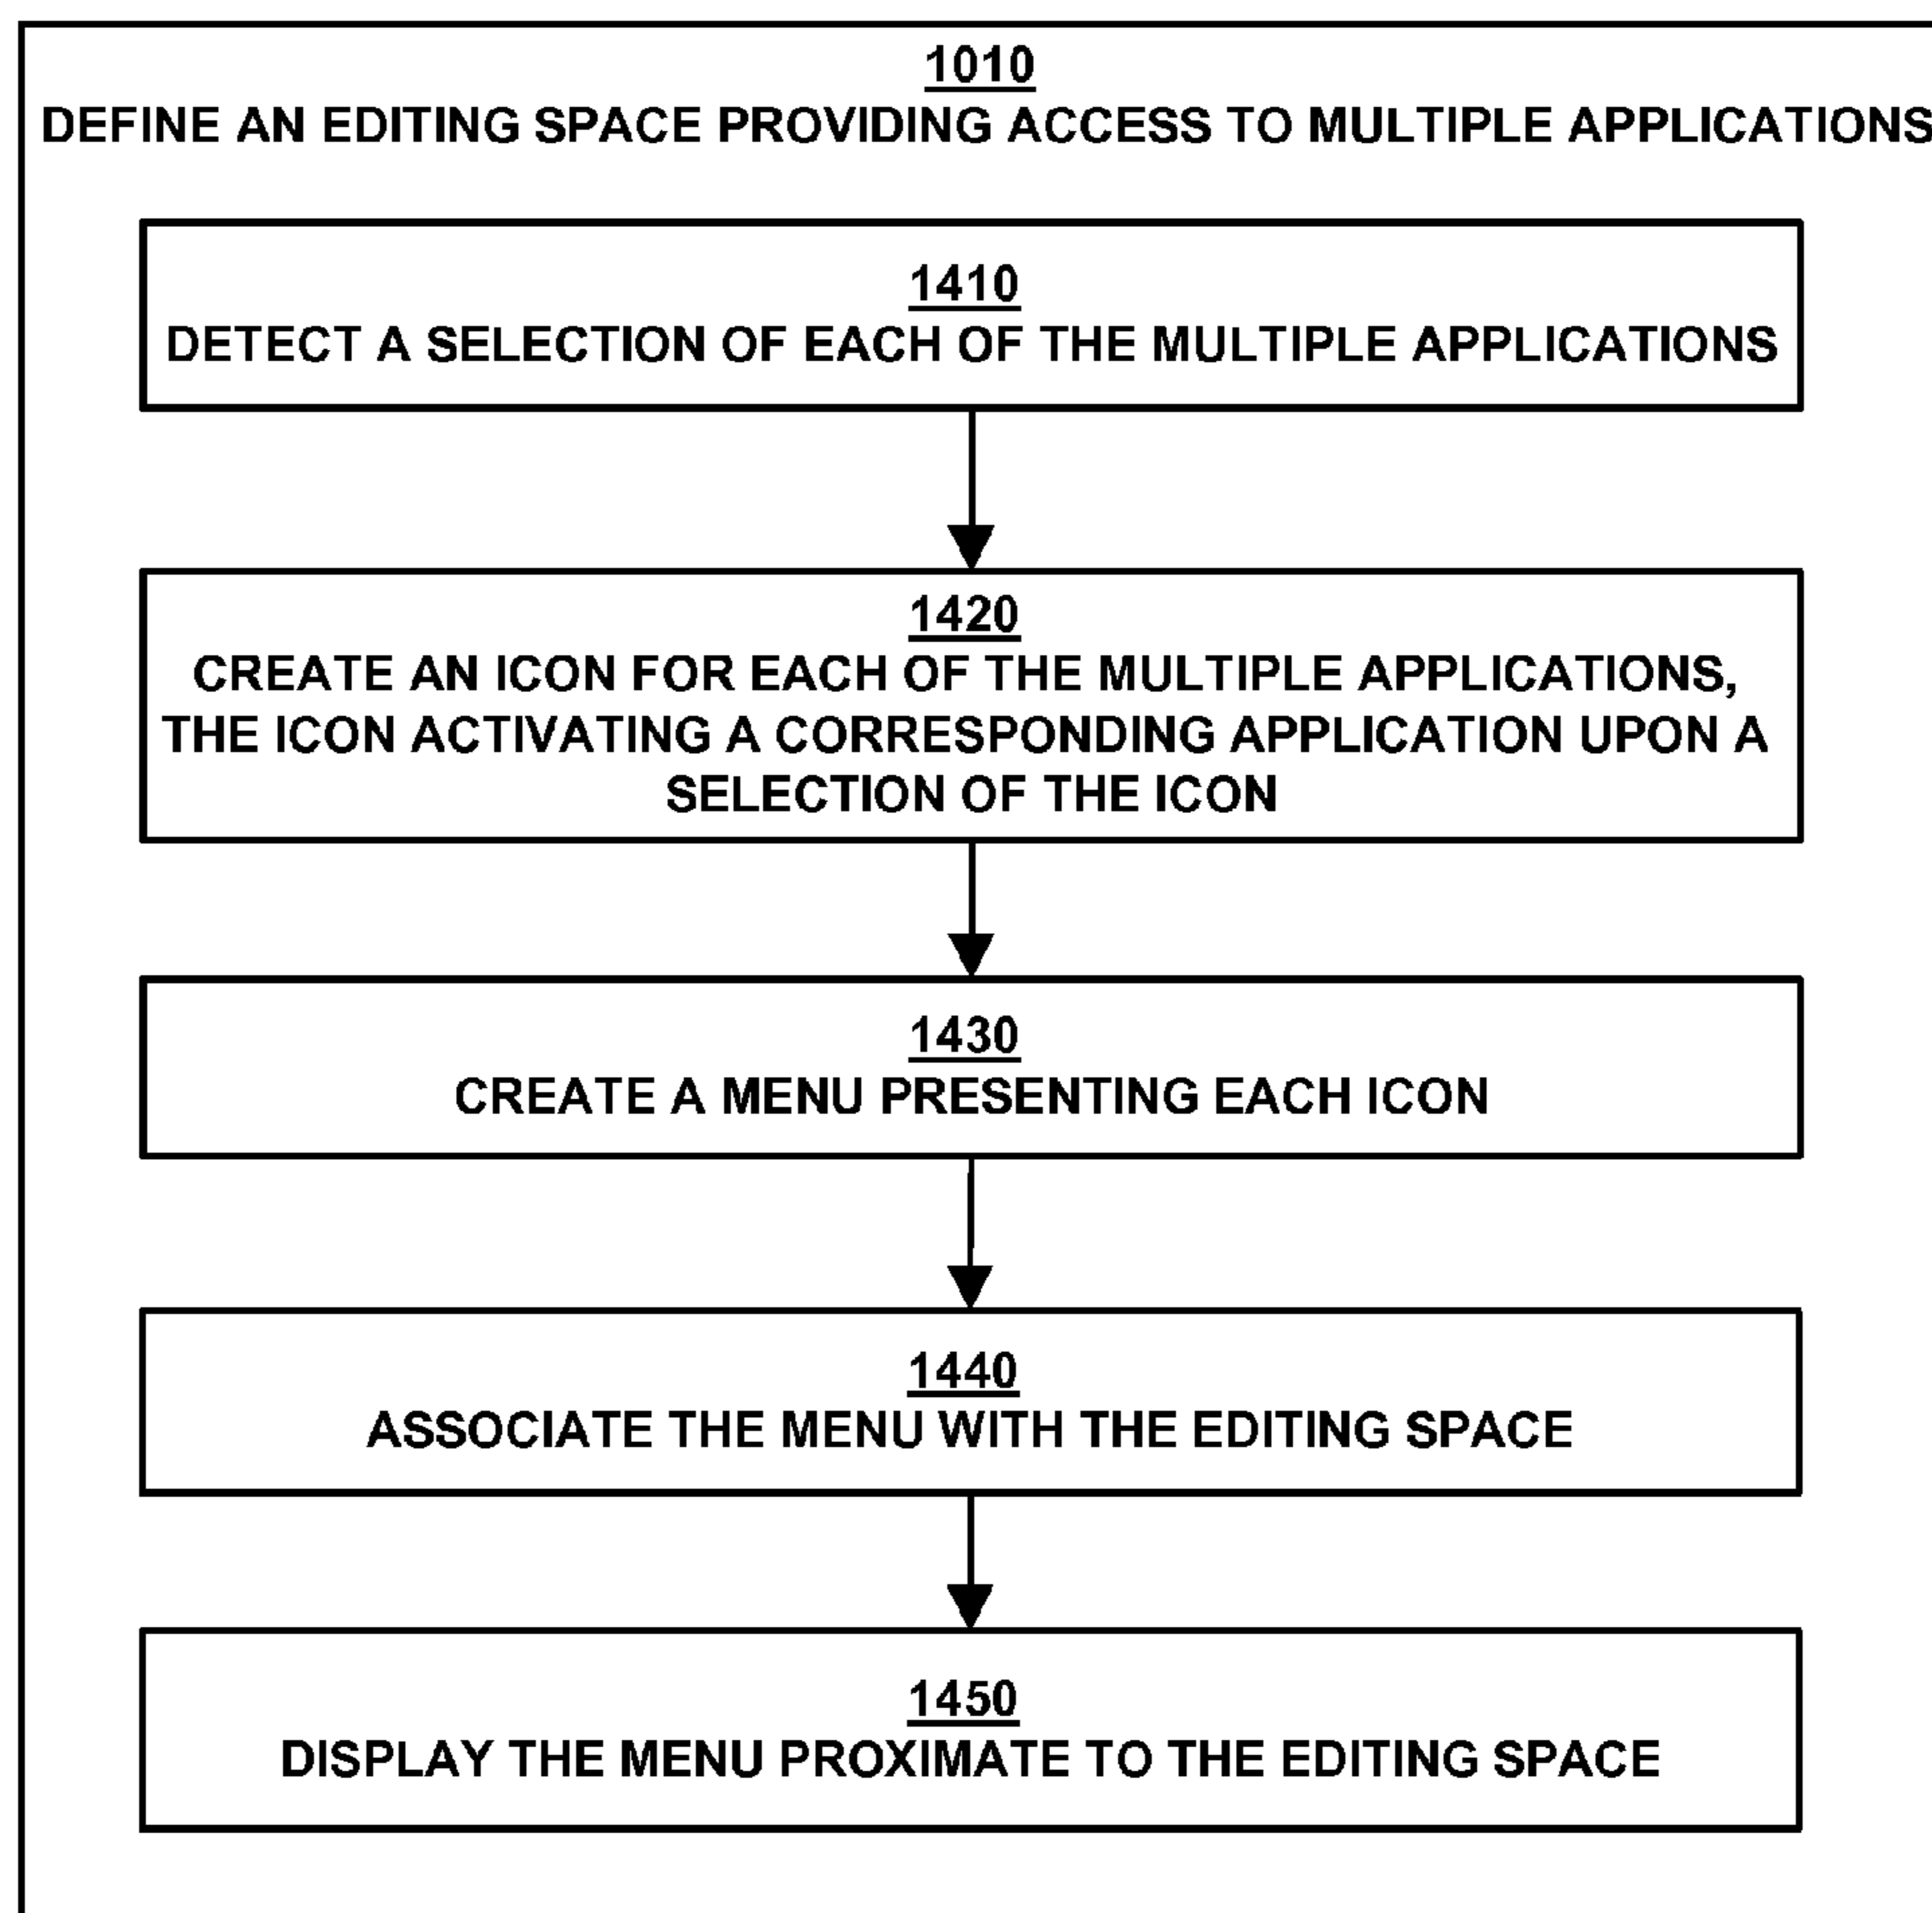 1010
DEFINE AN EDITING SPACE PROVIDING ACCESS TO MULTIPLE APPLICATIONS
1410
DETECT A SELECTION OF EACH OF THE MULTIPLE APPLICATIONS
1420
CREATE AN ICON FOR EACH OF THE MULTIPLE APPLICATIONS,
THE ICON ACTIVATING A CORRESPONDING APPLICATION UPON A
SELECTION OF THE ICON
1430
CREATE A MENU PRESENTING EACH ICON
1440
ASSOCIATE THE MENU WITH THE EDITING SPACE
1450
DISPLAY THE MENU PROXIMATE TO THE EDITING SPACE